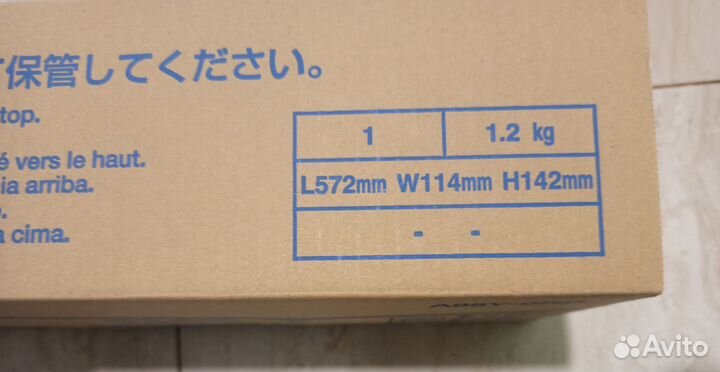 保管してください。
top.
é vers le haut.
ia arriba.
a cima.
1 1.2 kg
L572mm W114mm H142mm
- -
Avito